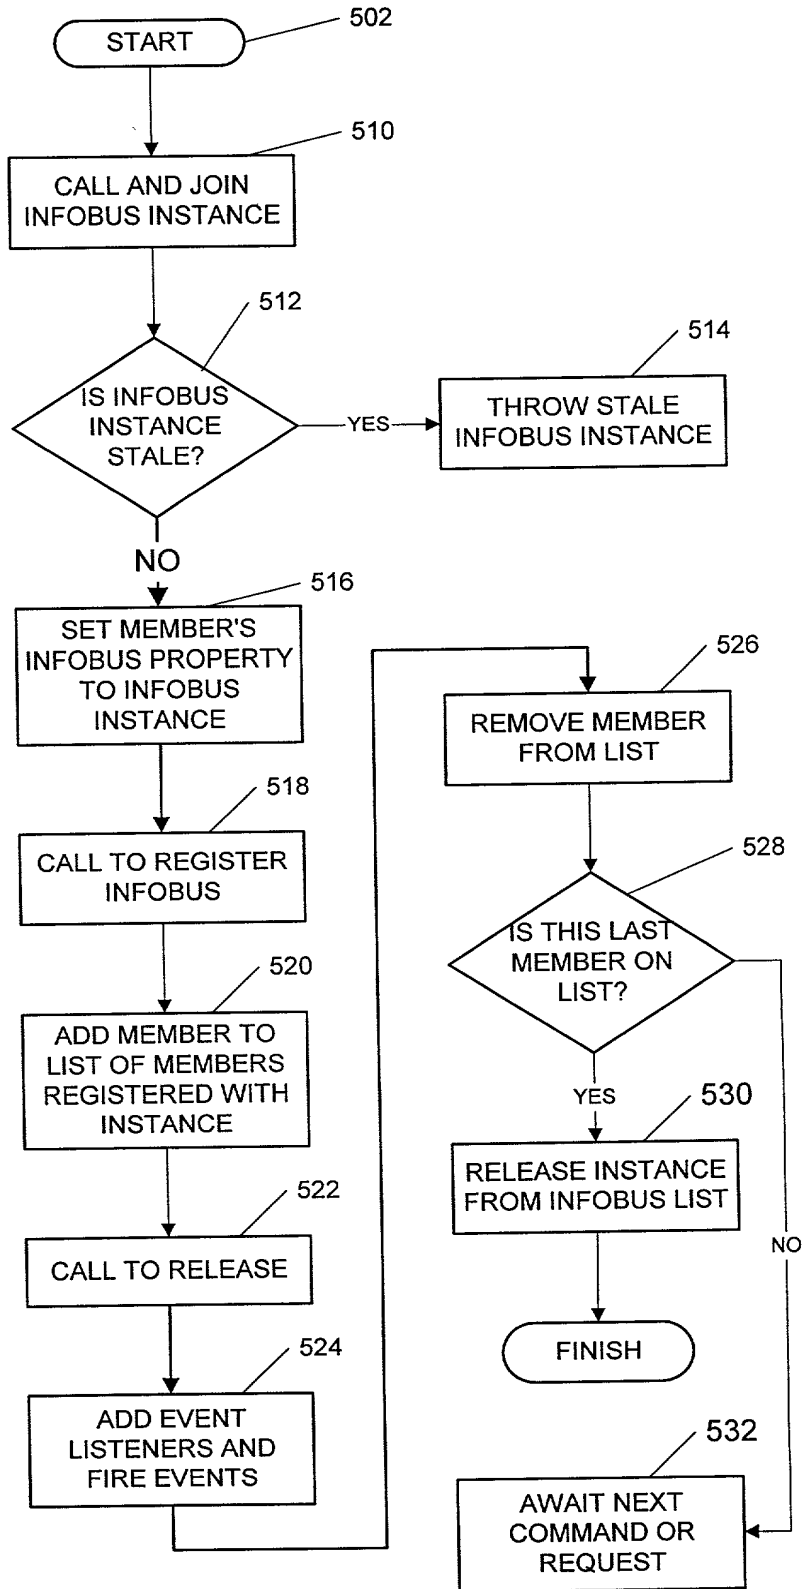 START
502
510
CALL AND JOIN
INFOBUS INSTANCE
512
IS INFOBUS
INSTANCE
STALE?
YES
514
THROW STALE
INFOBUS INSTANCE
NO
516
SET MEMBER'S
INFOBUS PROPERTY
TO INFOBUS
INSTANCE
518
CALL TO REGISTER
INFOBUS
520
ADD MEMBER TO
LIST OF MEMBERS
REGISTERED WITH
INSTANCE
522
CALL TO RELEASE
524
ADD EVENT
LISTENERS AND
FIRE EVENTS
526
REMOVE MEMBER
FROM LIST
528
IS THIS LAST
MEMBER ON
LIST?
YES
530
RELEASE INSTANCE
FROM INFOBUS LIST
NO
FINISH
532
AWAIT NEXT
COMMAND OR
REQUEST